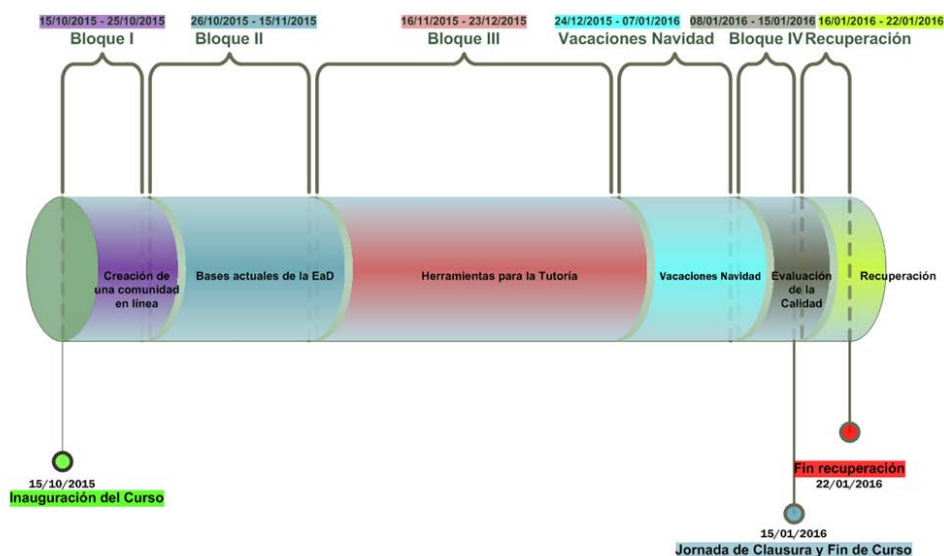 15/10/2015 - 25/10/2015
Bloque I
26/10/2015 - 15/11/2015
Bloque II
16/11/2015 - 23/12/2015
Bloque III
24/12/2015 - 07/01/2016
Vacaciones Navidad
08/01/2016 - 15/01/2016
Bloque IV
16/01/2016 - 22/01/2016
Recuperación
Creación de
una comunidad
en línea
Bases actuales de la EaD
Herramientas para la Tutoría
Vacaciones Navidad
Evaluación
de la
Calidad
Recuperación
15/10/2015
Inauguración del Curso
Fin recuperación
22/01/2016
15/01/2016
Jornada de Clausura y Fin de Curso